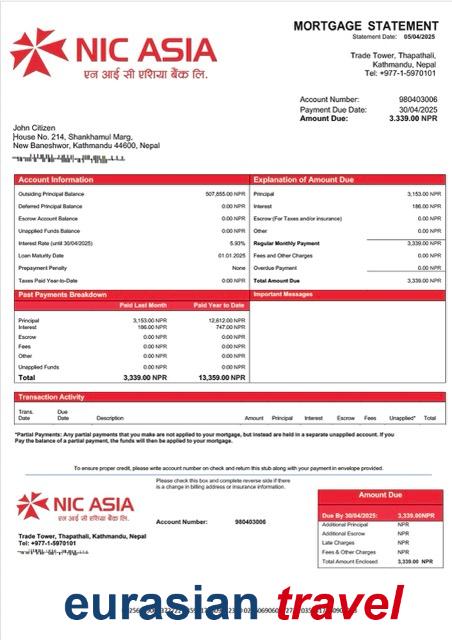 MORTGAGE STATEMENT
Statement Date: 05/04/2025
NIC ASIA
एन आई सी एशिया बैंक लि.
Trade Tower, Thapathali,
Kathmandu, Nepal
Tel: +977-1-5970101
Account Number: 980403006
Payment Due Date: 30/04/2025
Amount Due: 3.339.00 NPR
John Citizen
House No. 214, Shankhamul Marg,
New Baneshwor, Kathmandu 44600, Nepal
Account Information
Outsiding Principal Balance 507,855.00 NPR
Deferred Principal Balance 0.00 NPR
Escrow Account Balance 0.00 NPR
Unapplied Funds Balance 0.00 NPR
Interest Rate (until 30/04/2025) 5.93%
Loan Maturity Date 01.01.2025
Prepayment Penalty None
Taxes Paid Year-to-Date 0.00 NPR
Explanation of Amount Due
Principal 3,153.00 NPR
Interest 186.00 NPR
Escrow (For Taxes and/or insurance) 0.00 NPR
Other 0.00 NPR
Regular Monthly Payment 3,339.00 NPR
Fees and Other Charges 0.00 NPR
Overdue Payment 0.00 NPR
Total Amount Due 3,339.00 NPR
Past Payments Breakdown
Paid Last Month Paid Year to Date
Principal 3,153.00 NPR 12,612.00 NPR
Interest 186.00 NPR 747.00 NPR
Escrow 0.00 NPR 0.00 NPR
Fees 0.00 NPR 0.00 NPR
Other 0.00 NPR 0.00 NPR
Unapplied Funds 0.00 NPR 0.00 NPR
Total 3,339.00 NPR 13,359.00 NPR
Important Messages
Transaction Activity
Trans. Date Due Date Description Amount Principal Interest Escrow Fees Unapplied* Total
*Partial Payments: Any partial payments that you make are not applied to your mortgage, but instead are held in a separate unapplied account. If you
Pay the balance of a partial payment, the funds will then be applied to your mortgage.
To ensure proper credit, please write account number on check and return this stub along with your payment in envelope provided.
Please check this box and complete reverse side if there
is a change in billing address or insurance information.
NIC ASIA
एन आई सी एशिया बैंक लि.
Account Number: 980403006
Trade Tower, Thapathali, Kathmandu, Nepal
Tel: +977-1-5970101
Amount Due
Due By 30/04/2025: 3,339.00NPR
Additional Principal NPR
Additional Escrow NPR
Late Charges NPR
Fees & Other Charges NPR
Total Amount Enclosed 3,339.00 NPR
eurasian travel